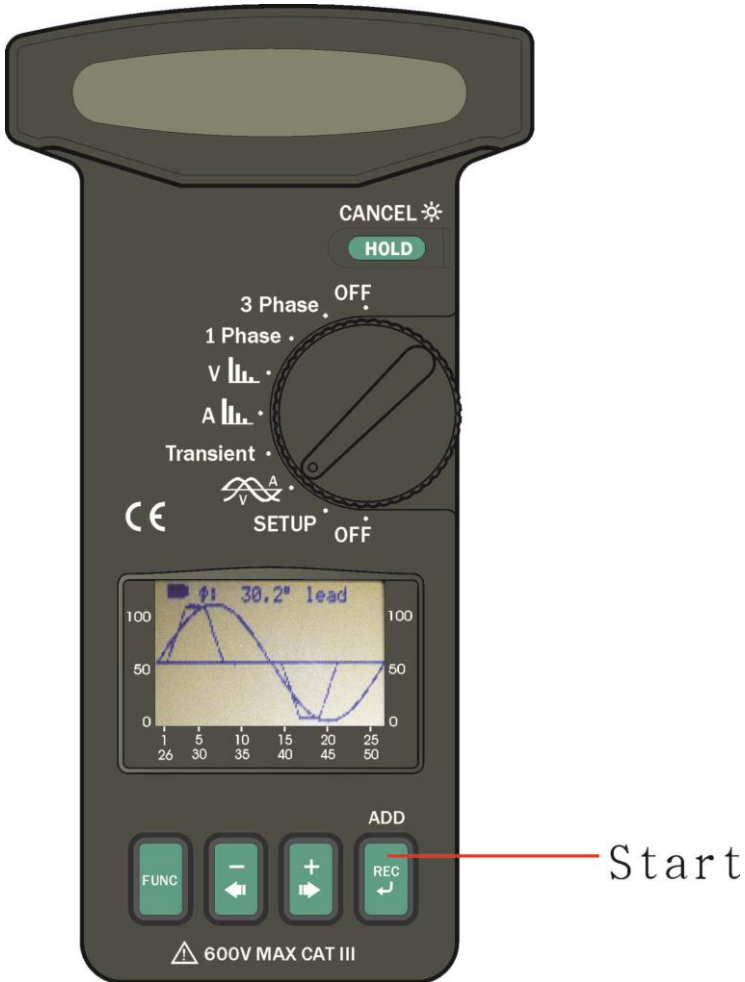 CANCEL
HOLD
OFF
3 Phase
1 Phase
V
A
Transient
A
V
SETUP
OFF
CE
φ: 30.2° lead
100 100
50 50
0 0
1 5 10 15 20 25
26 30 35 40 45 50
ADD
FUNC
−
+
REC
Start
600V MAX CAT III